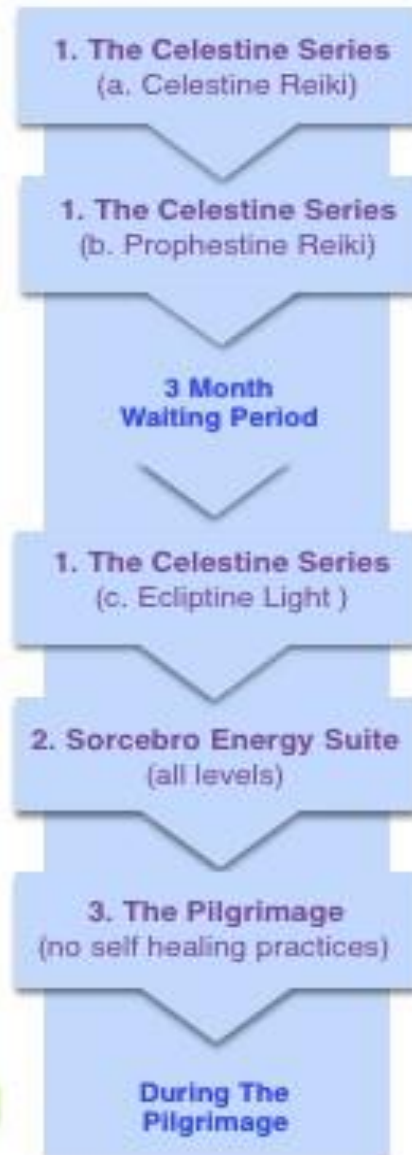 1. The Celestine Series
(a. Celestine Reiki)
1. The Celestine Series
(b. Prophestine Reiki)
3 Month
Waiting Period
1. The Celestine Series
(c. Ecliptine Light )
2. Sorcebro Energy Suite
(all levels)
3. The Pilgrimage
(no self healing practices)
During The
Pilgrimage